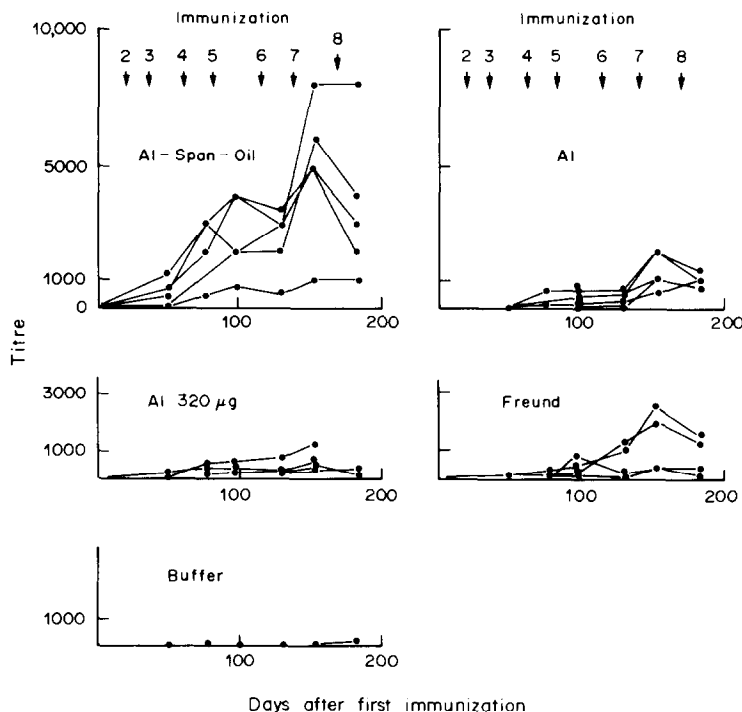 Immunization
Immunization
10,000
2 3 4 5 6 7 8
2 3 4 5 6 7 8
Al-Span-Oil
Al
5000
1000
0
100
200
100
200
Titre
Al 320 µg
Freund
3000
1000
100
200
100
200
Buffer
1000
100
200
Days after first immunization